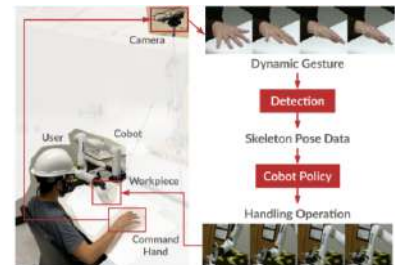 Camera
Dynamic Gesture
Detection
Skeleton Pose Data
User
Cobot
Cobot Policy
Workpiece
Handling Operation
Command
Hand